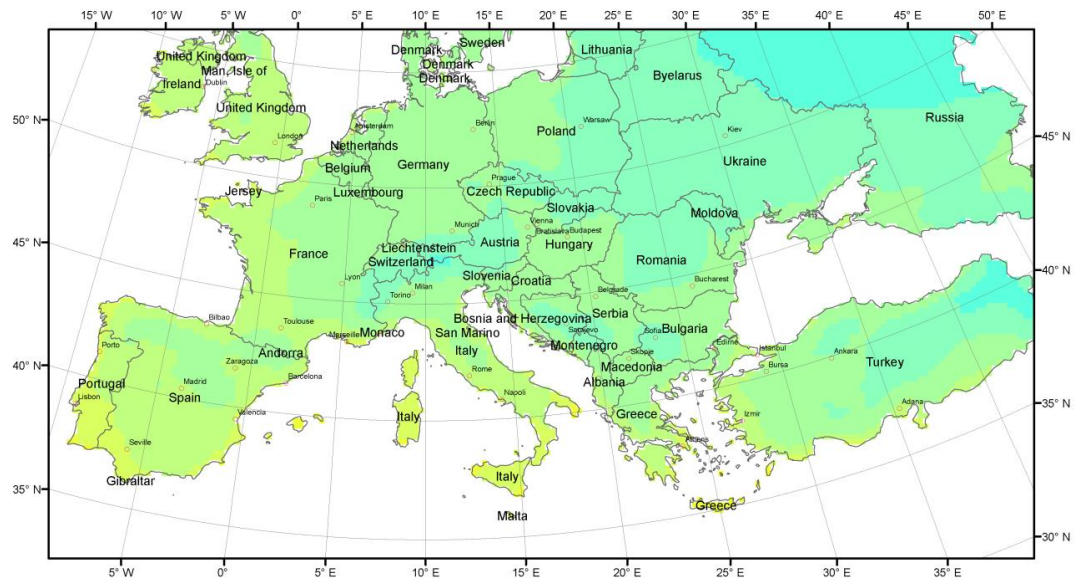 15° W 10° W 5° W 0° E 5° E 10° E 15° E 20° E 25° E 30° E 35° E 40° E 45° E 50° E
Sweden
Denmark
Lithuania
United Kingdom
Denmark
Man, Isle of
Byelarus
Denmark
Ireland
Dublin
United Kingdom
Russia
50° N
Warsaw
Berlin
Amsterdam
Poland
London
Kiev
45° N
Netherlands
Germany
Ukraine
Belgium
Prague
Jersey
Luxembourg
Czech Republic
Paris
Slovakia
Moldova
Vienna
Munich
Bratislava
Budapest
45° N
Austria
Hungary
Liechtenstein
France
Switzerland
Romania
40° N
Slovenia
Lyon
Croatia
Bucharest
Milan
Torino
Belgrade
Serbia
Bilbao
Bosnia and Herzegovina
Toulouse
Monaco
San Marino
Sarajevo
Sofia
Bulgaria
Marseille
Porto
Montenegro
Edirne
Istanbul
Andorra
Italy
Skopje
Ankara
Turkey
40° N
Zaragoza
Macedonia
Bursa
Rome
Barcelona
Albania
Portugal
Madrid
Spain
Napoli
35° N
Lisbon
Adana
Valencia
Italy
Greece
Izmir
Seville
Athens
Gibraltar
Italy
35° N
Greece
Malta
30° N
5° W 0° E 5° E 10° E 15° E 20° E 25° E 30° E 35° E